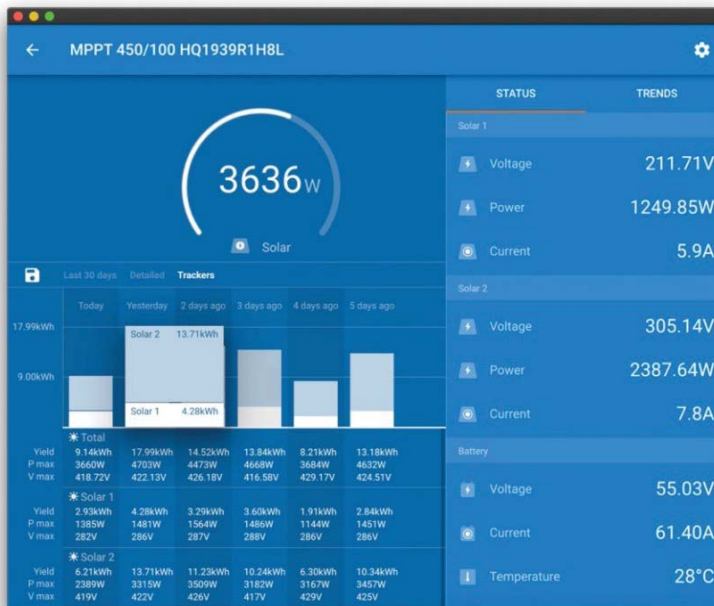 MPPT 450/100 HQ1939R1H8L
3636W
Solar
Last 30 days Detailed Trackers
Today Yesterday 2 days ago 3 days ago 4 days ago 5 days ago
17.99kWh
9.00kWh
Solar 2 13.71kWh
Solar 1 4.28kWh
Total
Yield 9.14kWh 17.99kWh 14.52kWh 13.84kWh 8.21kWh 13.18kWh
P max 3660W 4703W 4473W 4668W 3684W 4632W
V max 418.72V 422.13V 426.18V 416.58V 429.17V 424.51V
Solar 1
Yield 2.93kWh 4.28kWh 3.29kWh 3.60kWh 1.91kWh 2.84kWh
P max 1385W 1481W 1564W 1486W 1144W 1451W
V max 282V 286V 287V 288V 286V 286V
Solar 2
Yield 6.21kWh 13.71kWh 11.23kWh 10.24kWh 6.30kWh 10.34kWh
P max 2389W 3315W 3509W 3182W 3167W 3457W
V max 419V 422V 426V 417V 429V 425V
STATUS TRENDS
Solar 1
Voltage 211.71V
Power 1249.85W
Current 5.9A
Solar 2
Voltage 305.14V
Power 2387.64W
Current 7.8A
Battery
Voltage 55.03V
Current 61.40A
Temperature 28°C